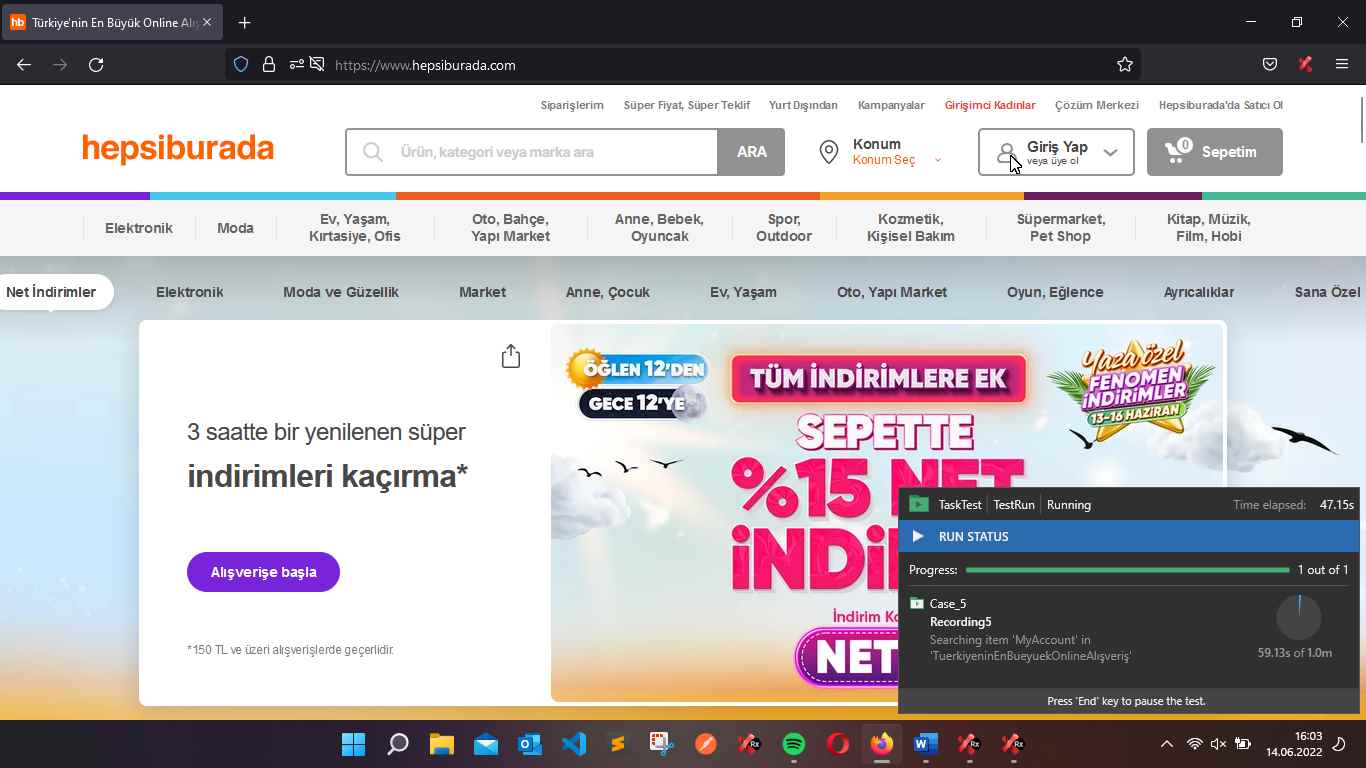 hb Türkiye'nin En Büyük Online Alış
https://www.hepsiburada.com
Siparişlerim Süper Fiyat, Süper Teklif Yurt Dışından Kampanyalar Girişimci Kadınlar Çözüm Merkezi Hepsiburada'da Satıcı Ol
hepsiburada
Ürün, kategori veya marka ara
ARA
Konum
Konum Seç
Giriş Yap
veya üye ol
0
Sepetim
Elektronik
Moda
Ev, Yaşam,
Kırtasiye, Ofis
Oto, Bahçe,
Yapı Market
Anne, Bebek,
Oyuncak
Spor,
Outdoor
Kozmetik,
Kişisel Bakım
Süpermarket,
Pet Shop
Kitap, Müzik,
Film, Hobi
Net İndirimler Elektronik Moda ve Güzellik Market Anne, Çocuk Ev, Yaşam Oto, Yapı Market Oyun, Eğlence Ayrıcalıklar Sana Özel
3 saatte bir yenilenen süper
indirimleri kaçırma*
Alışverişe başla
*150 TL ve üzeri alışverişlerde geçerlidir.
ÖĞLEN 12'DEN
GECE 12'YE
TÜM İNDİRİMLERE EK
SEPETTE
%15 NET
İNDİ
İndirim Ko
NET
Yaza özel
FENOMEN
İNDİRİMLER
13-16 HAZİRAN
TaskTest TestRun Running Time elapsed: 47.15s
RUN STATUS
Progress: 1 out of 1
Case_5
Recording5
Searching item 'MyAccount' in
'TuerkiyeninEnBueyuekOnlineAlışveriş'
59.13s of 1.0m
Press 'End' key to pause the test.
Rx
Rx
Rx
16:03
14.06.2022